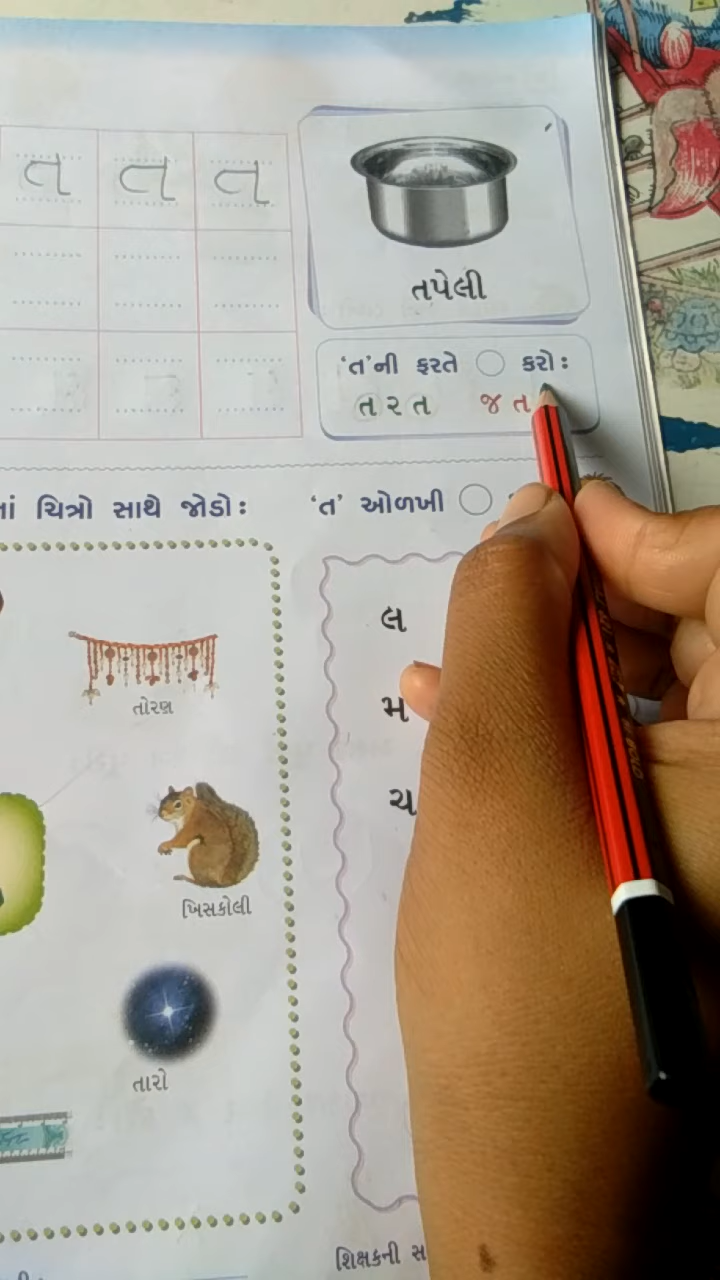 ત ત ત
તપેલી
'ત'ની ફરતે ○ કરોઃ
ત ર ત જ ત
ચિત્રો સાથે જોડોઃ
'ત' ઓળખી ○
લ
મ
ચ
તોરણ
ખિસકોલી
તારો
શિક્ષકની